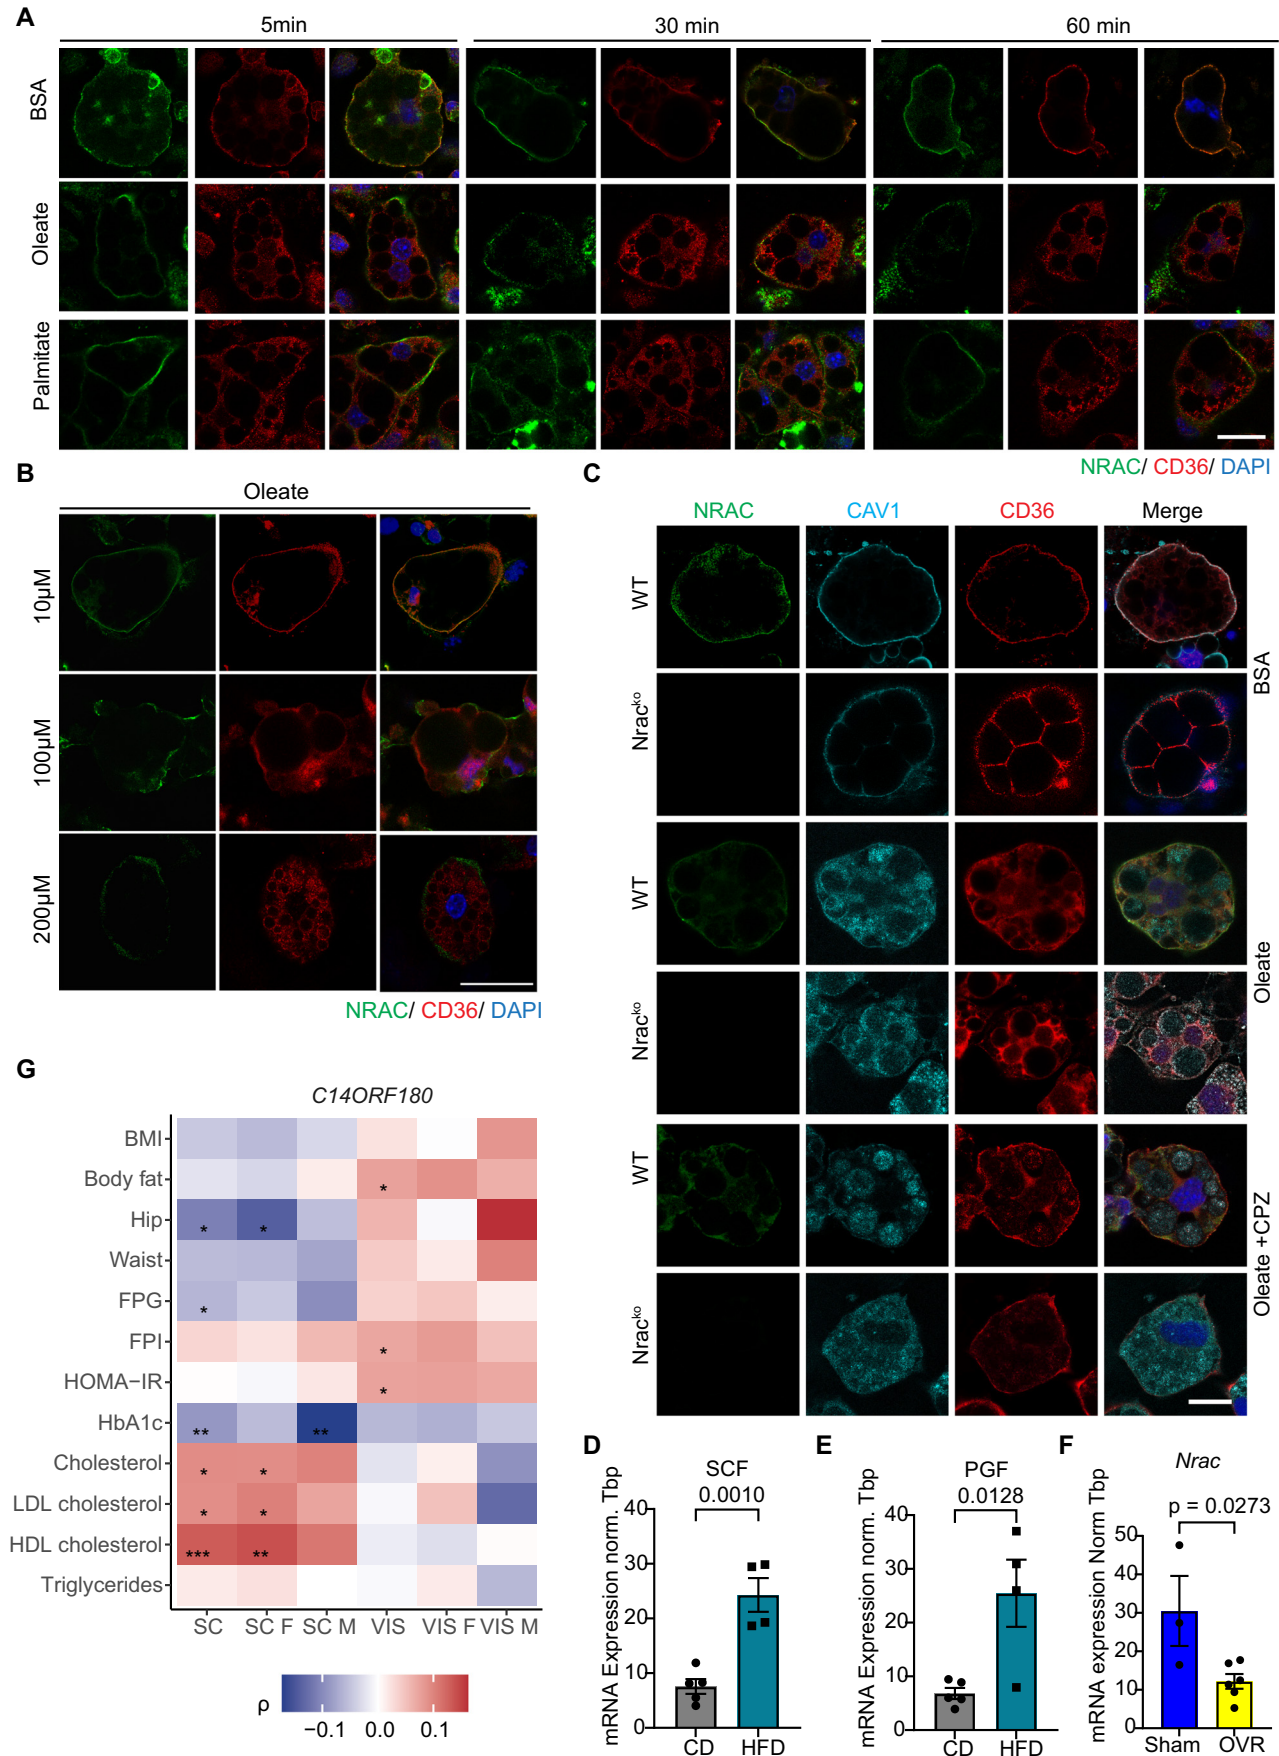 A
5min
30 min
60 min
BSA
Oleate
Palmitate
NRAC/ CD36/ DAPI
B
Oleate
10µM
100µM
200µM
NRAC/ CD36/ DAPI
C
NRAC
CAV1
CD36
Merge
WT
Nracᵏᵒ
BSA
WT
Nracᵏᵒ
Oleate
WT
Nracᵏᵒ
Oleate +CPZ
D
SCF
0.0010
mRNA Expression norm. Tbp
40
30
20
10
0
CD
HFD
E
PGF
0.0128
mRNA Expression norm. Tbp
40
30
20
10
0
CD
HFD
F
Nrac
p = 0.0273
mRNA expression Norm Tbp
50
40
30
20
10
0
Sham
OVR
G
C14ORF180
BMI
Body fat
*
Hip
* *
Waist
FPG
*
FPI
*
HOMA−IR
*
HbA1c
** **
Cholesterol
* *
LDL cholesterol
* *
HDL cholesterol
*** **
Triglycerides
SC
SC F
SC M
VIS
VIS F
VIS M
ρ
−0.1
0.0
0.1